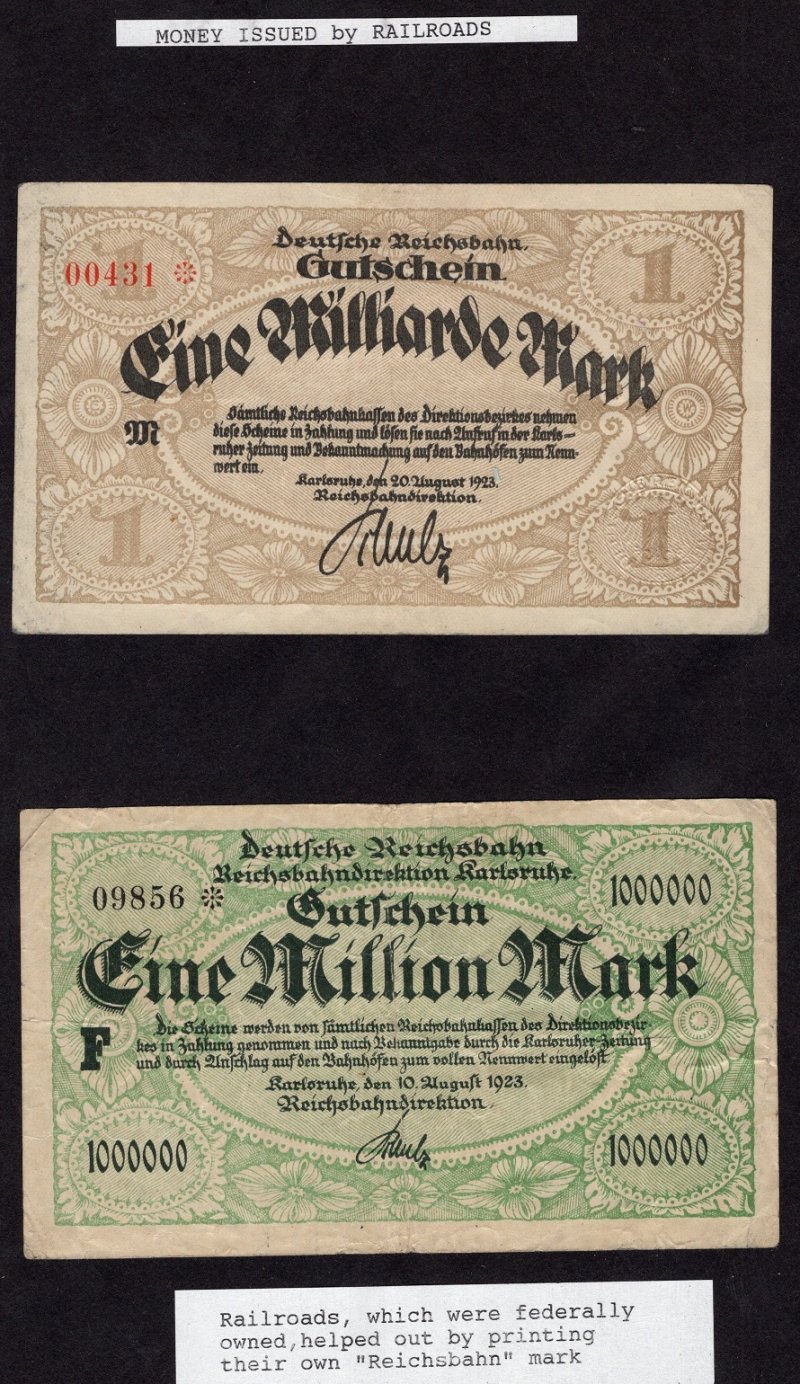 MONEY ISSUED by RAILROADS
1
1
00431
Deutsche Reichsbahn.
Gutschein
Eine Milliarde Mark
M
Sämtliche Reichsbahnkassen des Direktionsbezirkes nehmen
diese Scheine in Zahlung und lösen sie nach Aufruf in der Karls-
ruher Zeitung und Bekanntmachung auf den Bahnhöfen zum Nenn-
wert ein.
Karlsruhe, den 20. August 1923.
Reichsbahndirektion.
Schulz
1
1
Deutsche Reichsbahn
Reichsbahndirektion Karlsruhe.
09856
1000000
Gutschein
Eine Million Mark
F
Die Scheine werden von sämtlichen Reichsbahnkassen des Direktionsbezir-
kes in Zahlung genommen und nach Bekanntgabe durch die Karlsruher Zeitung
und durch Anschlag auf den Bahnhöfen zum vollen Nennwert eingelöst.
Karlsruhe, den 10. August 1923.
Reichsbahndirektion.
Schulz
1000000
1000000
Railroads, which were federally
owned,helped out by printing
their own "Reichsbahn" mark